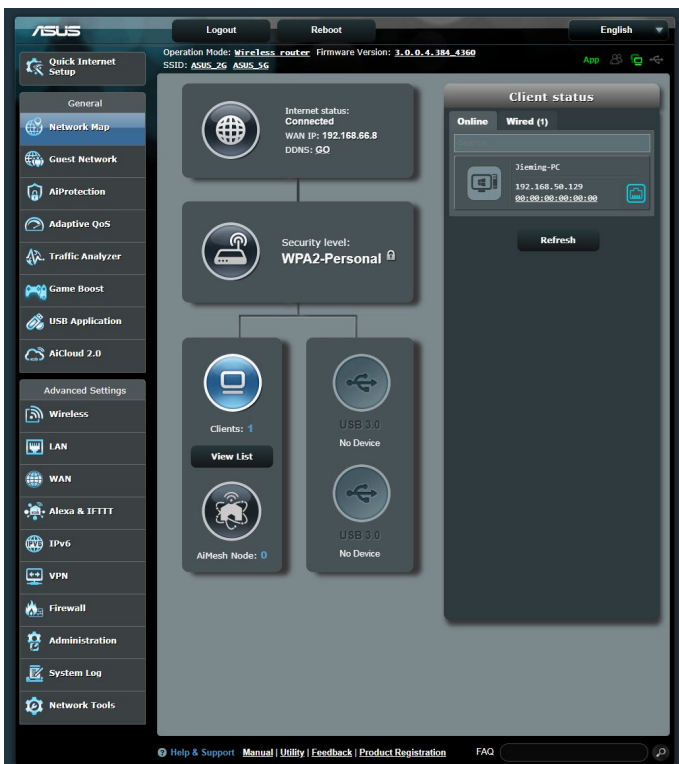 ASUS
Logout
Reboot
English
Quick Internet
Setup
Operation Mode: Wireless router Firmware Version: 3.0.0.4.384_4360
SSID: ASUS_2G ASUS_5G
App
General
Network Map
Guest Network
AiProtection
Adaptive QoS
Traffic Analyzer
Game Boost
USB Application
AiCloud 2.0
Advanced Settings
Wireless
LAN
WAN
Alexa & IFTTT
IPv6
VPN
Firewall
Administration
System Log
Network Tools
Internet status:
Connected
WAN IP: 192.168.66.8
DDNS: GO
Security level:
WPA2-Personal
Clients: 1
View List
AiMesh Node: 0
USB 3.0
No Device
USB 3.0
No Device
Client status
Online
Wired (1)
Jieming-PC
192.168.50.129
00:00:00:00:00:00
Refresh
Help & Support Manual | Utility | Feedback | Product Registration
FAQ